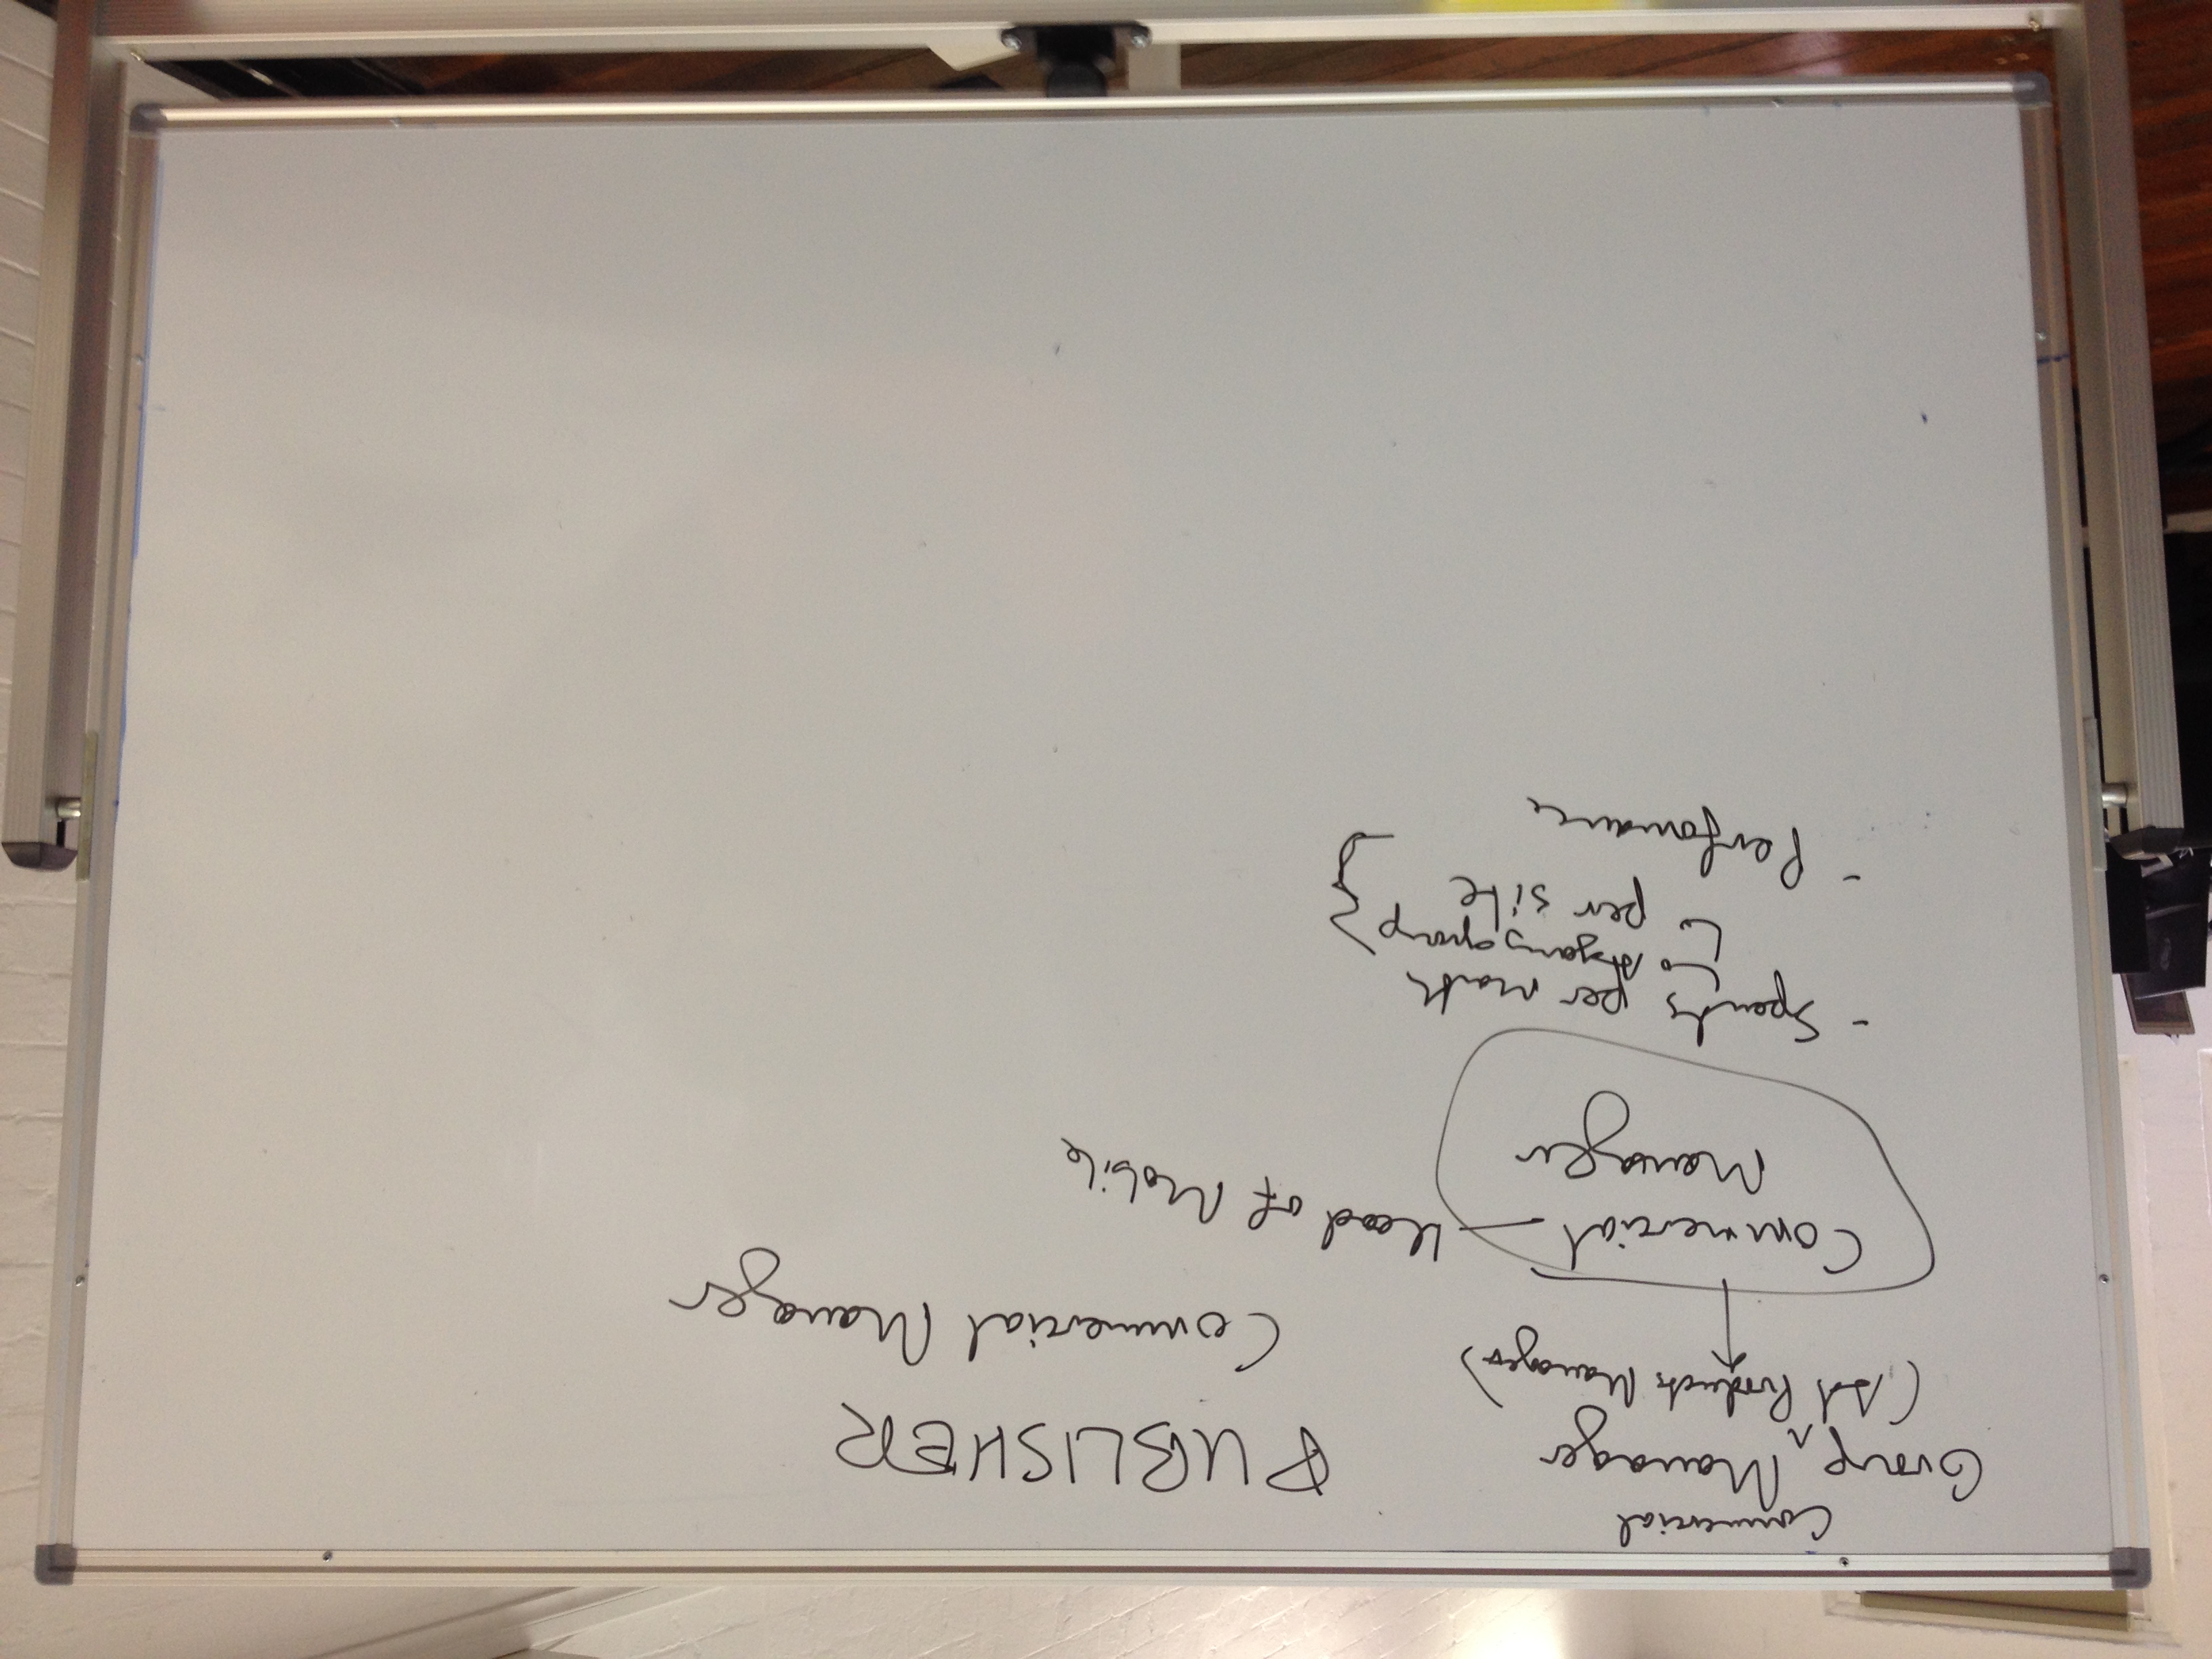 Commercial
Group ^ Manager
(Ad Products Manager)
PUBLISHER
Commercial Manager
Commercial
Manager
Head of Mobile
- Spends per month
group
per site
- Perfomance